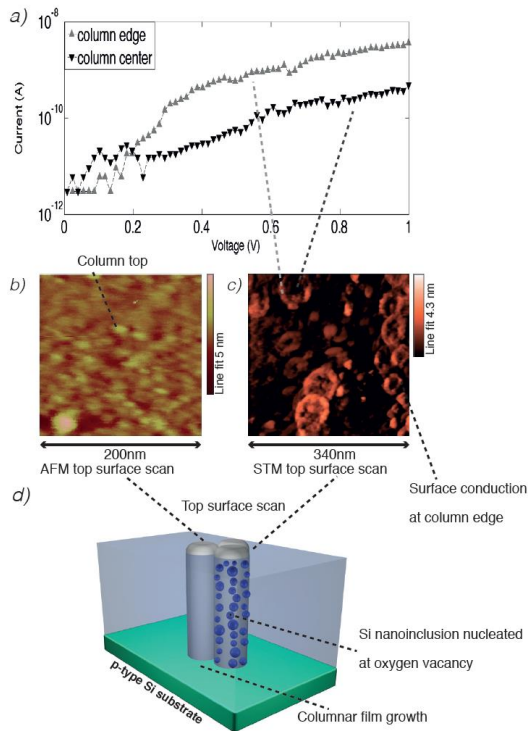 a)
10⁻⁸
column edge
column center
Current (A)
10⁻¹⁰
10⁻¹²
0 0.2 0.4 0.6 0.8 1
Voltage (V)
Column top
b)
Line fit 5 nm
c)
Line fit 4.3 nm
200nm
AFM top surface scan
340nm
STM top surface scan
Surface conduction
at column edge
d)
Top surface scan
Si nanoinclusion nucleated
at oxygen vacancy
p-type Si substrate
Columnar film growth